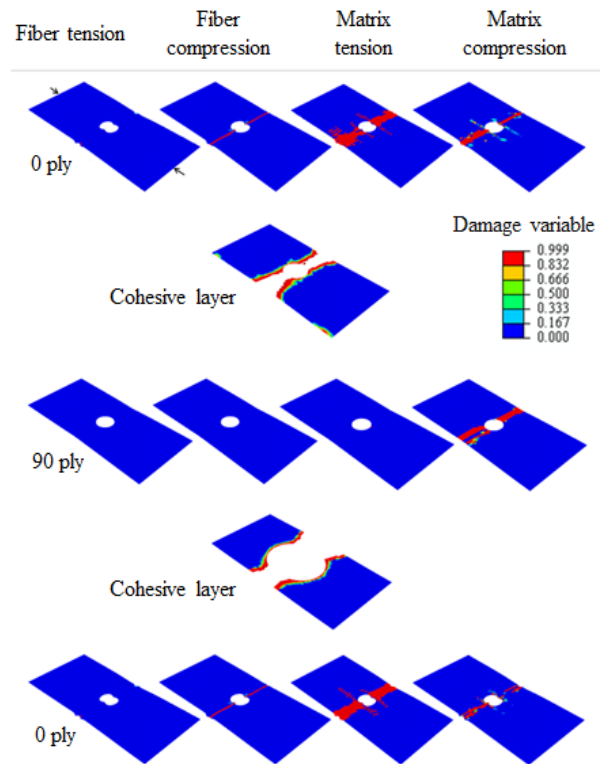 Fiber tension
Fiber
compression
Matrix
tension
Matrix
compression
0 ply
Damage variable
0.999
0.832
0.666
0.500
0.333
0.167
0.000
Cohesive layer
90 ply
Cohesive layer
0 ply